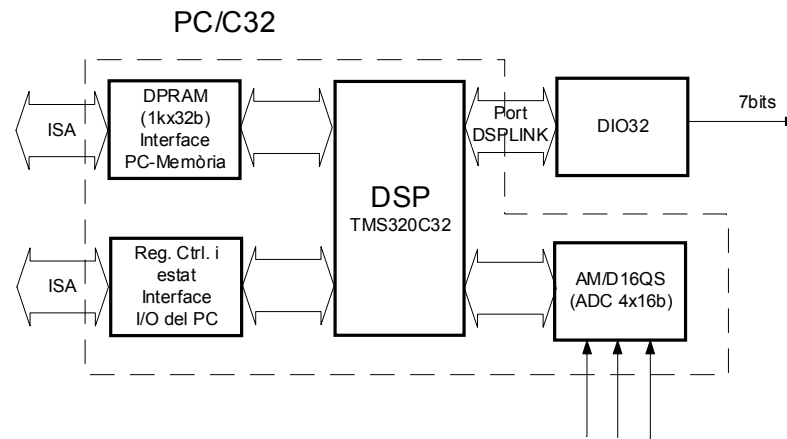 PC/C32
ISA
DPRAM
(1kx32b)
Interface
PC-Memòria
DSP
TMS320C32
Port
DSPLINK
DIO32
7bits
ISA
Reg. Ctrl. i
estat
Interface
I/O del PC
AM/D16QS
(ADC 4x16b)